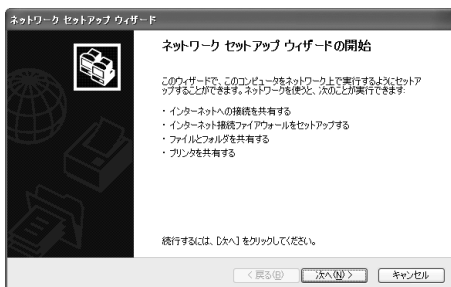 ネットワーク セットアップ ウィザード
ネットワーク セットアップ ウィザードの開始
このウィザードで、このコンピュータをネットワーク上で実行するようにセットア
ップすることができます。ネットワークを使うと、次のことが実行できます:
・インターネットへの接続を共有する
・インターネット接続ファイアウォールをセットアップする
・ファイルとフォルダを共有する
・プリンタを共有する
続行するには、[次へ] をクリックしてください。
< 戻る(B) 次へ(N) > キャンセル